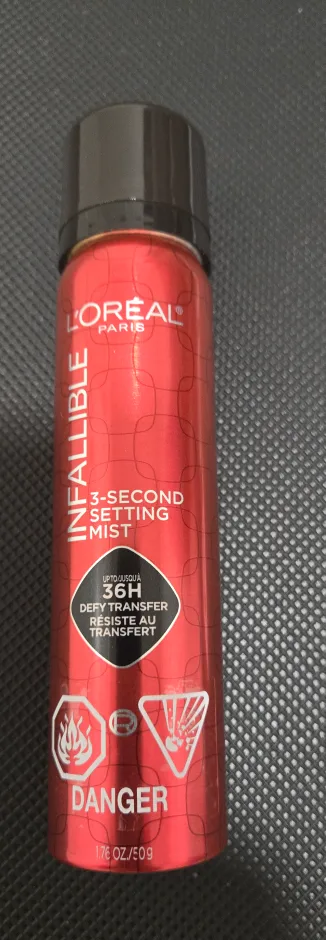 L'ORÉAL®
PARIS
INFALLIBLE
3-SECOND
SETTING
MIST
UP TO/JUSQU'À
36H
DEFY TRANSFER
RÉSISTE AU
TRANSFERT
DANGER
1.76 OZ./50 g